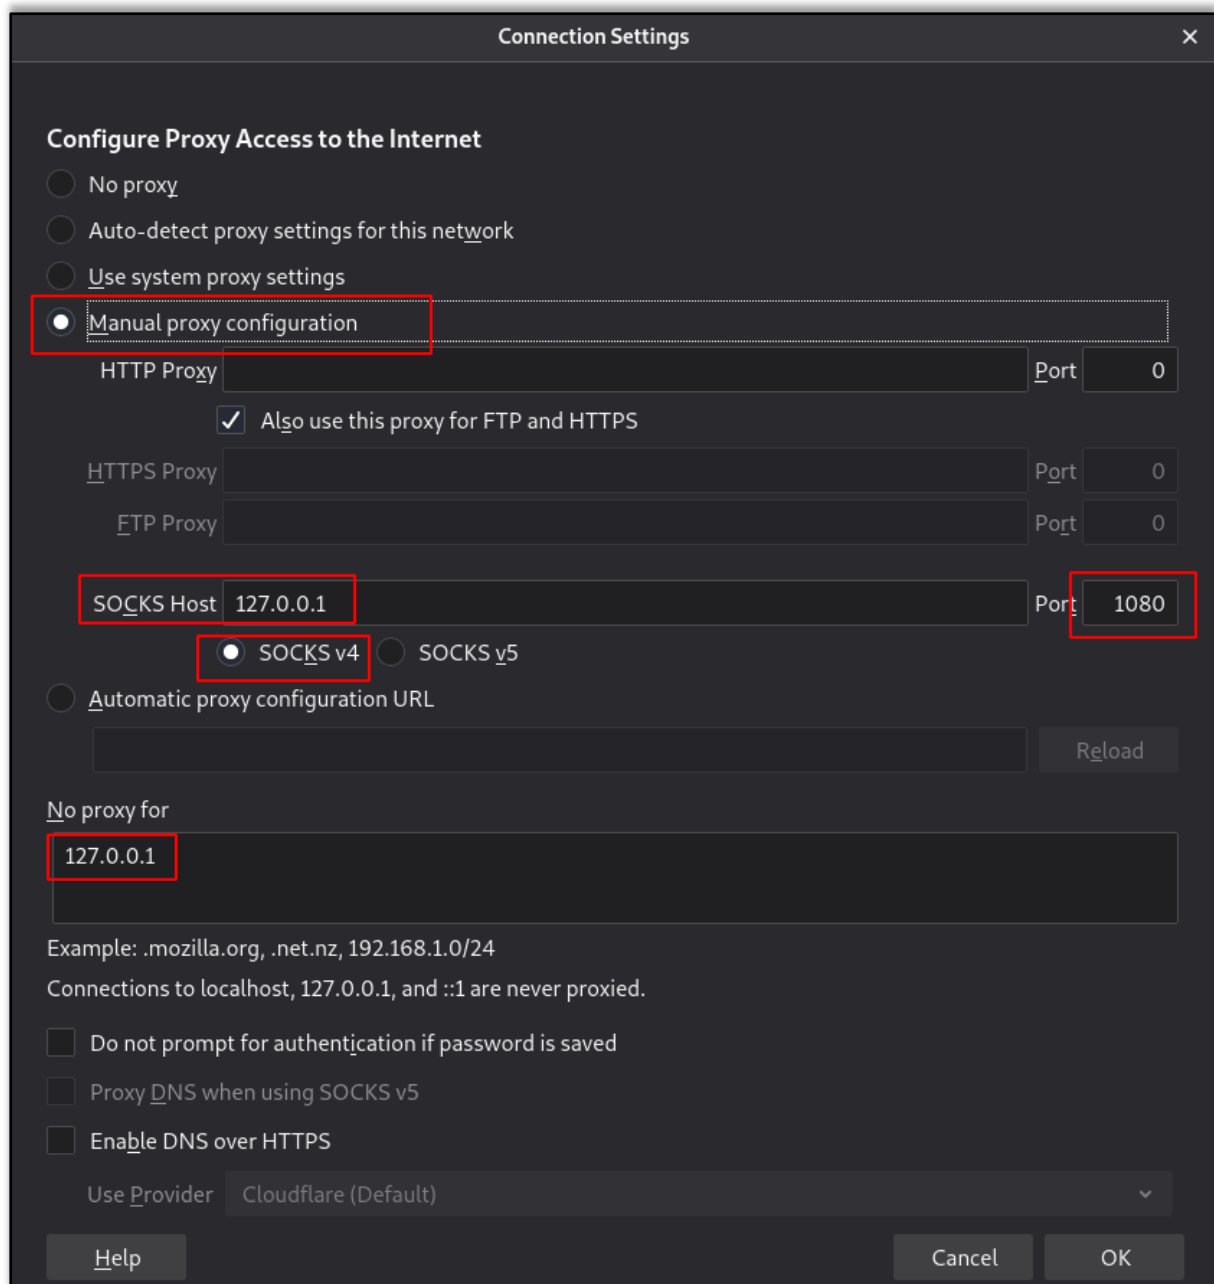 Connection Settings ×
Configure Proxy Access to the Internet
No proxy
Auto-detect proxy settings for this network
Use system proxy settings
Manual proxy configuration
HTTP Proxy Port 0
Also use this proxy for FTP and HTTPS
HTTPS Proxy Port 0
FTP Proxy Port 0
SOCKS Host 127.0.0.1 Port 1080
SOCKS v4 SOCKS v5
Automatic proxy configuration URL
Reload
No proxy for
127.0.0.1
Example: .mozilla.org, .net.nz, 192.168.1.0/24
Connections to localhost, 127.0.0.1, and ::1 are never proxied.
Do not prompt for authentication if password is saved
Proxy DNS when using SOCKS v5
Enable DNS over HTTPS
Use Provider Cloudflare (Default)
Help Cancel OK